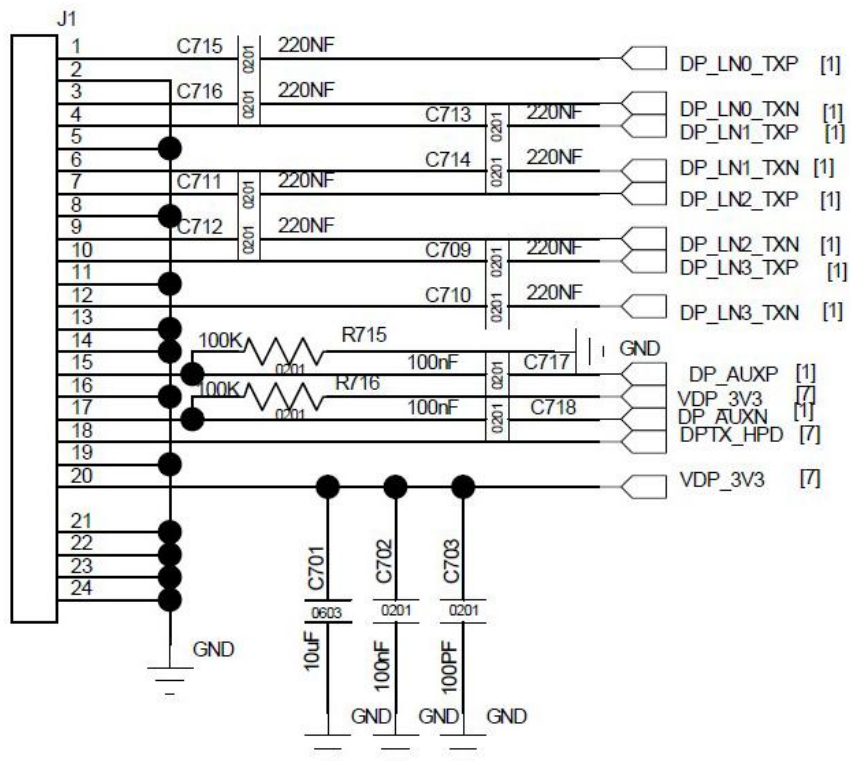 J1
1 C715 0201 220NF DP_LN0_TXP [1]
2
3 C716 0201 220NF DP_LN0_TXN [1]
4 C713 0201 220NF DP_LN1_TXP [1]
5
6 C714 0201 220NF DP_LN1_TXN [1]
7 C711 0201 220NF DP_LN2_TXP [1]
8
9 C712 0201 220NF DP_LN2_TXN [1]
10 C709 0201 220NF DP_LN3_TXP [1]
11
12 C710 0201 220NF DP_LN3_TXN [1]
13
14 100K 0201 R715 GND
15 100nF 0201 C717 DP_AUXP [1]
16 100K 0201 R716 VDP_3V3 [7]
17 100nF 0201 C718 DP_AUXN [1]
18 DPTX_HPD [7]
19
20 VDP_3V3 [7]
21
22
23
24
GND
C701 0603 10uF GND
C702 0201 100nF GND
C703 0201 100PF GND